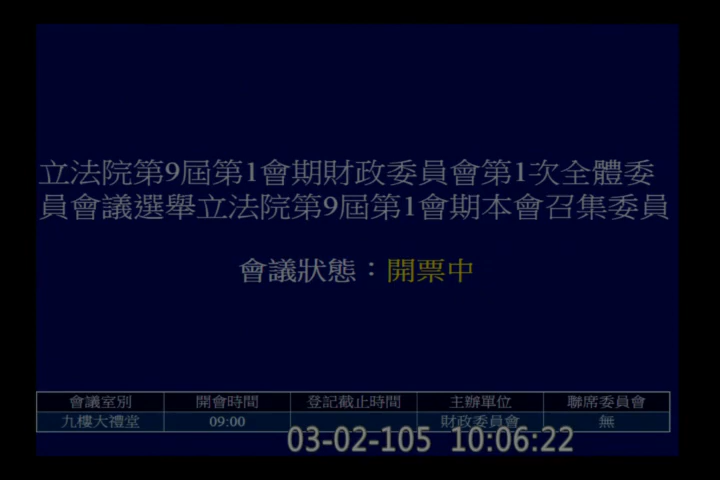 立法院第9屆第1會期財政委員會第1次全體委
員會議選舉立法院第9屆第1會期本會召集委員
會議狀態：開票中
會議室別 開會時間 登記截止時間 主辦單位 聯席委員會
九樓大禮堂 09:00 財政委員會 無
03-02-105 10:06:22